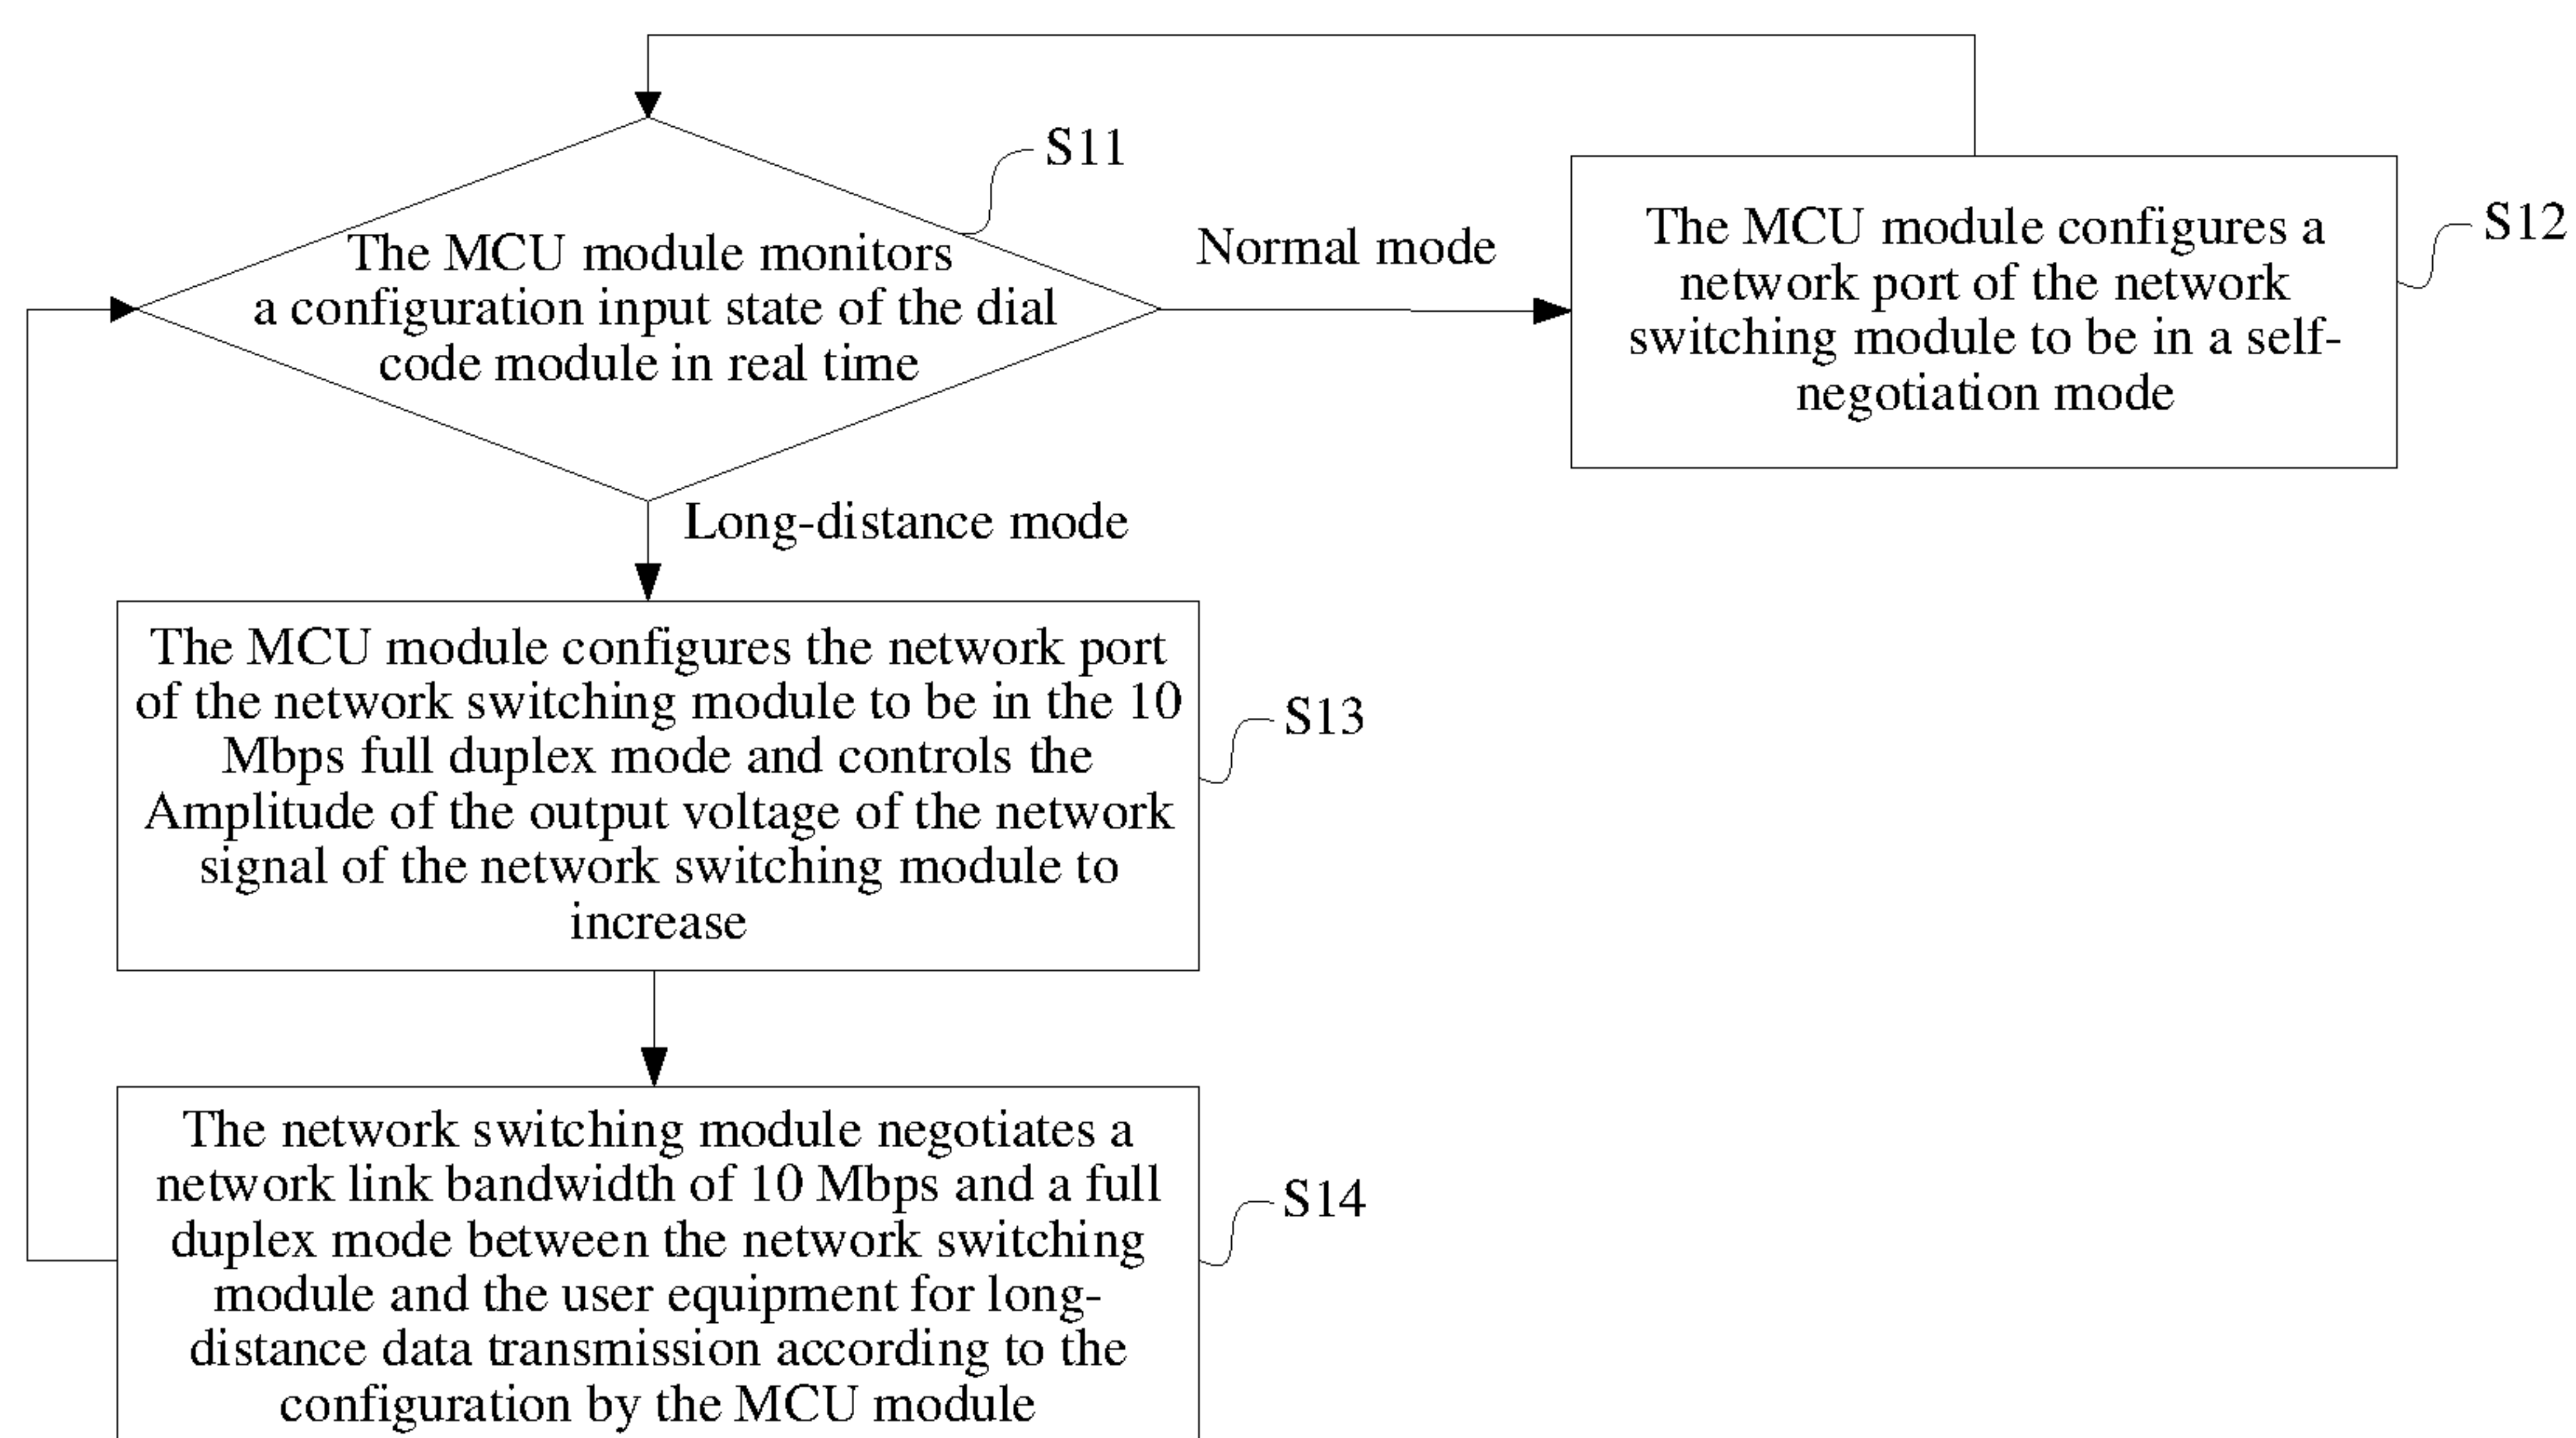 S11
The MCU module monitors
a configuration input state of the dial
code module in real time
Normal mode
The MCU module configures a
network port of the network
switching module to be in a self-
negotiation mode
S12
Long-distance mode
The MCU module configures the network port
of the network switching module to be in the 10
Mbps full duplex mode and controls the
Amplitude of the output voltage of the network
signal of the network switching module to
increase
S13
The network switching module negotiates a
network link bandwidth of 10 Mbps and a full
duplex mode between the network switching
module and the user equipment for long-
distance data transmission according to the
configuration by the MCU module
S14